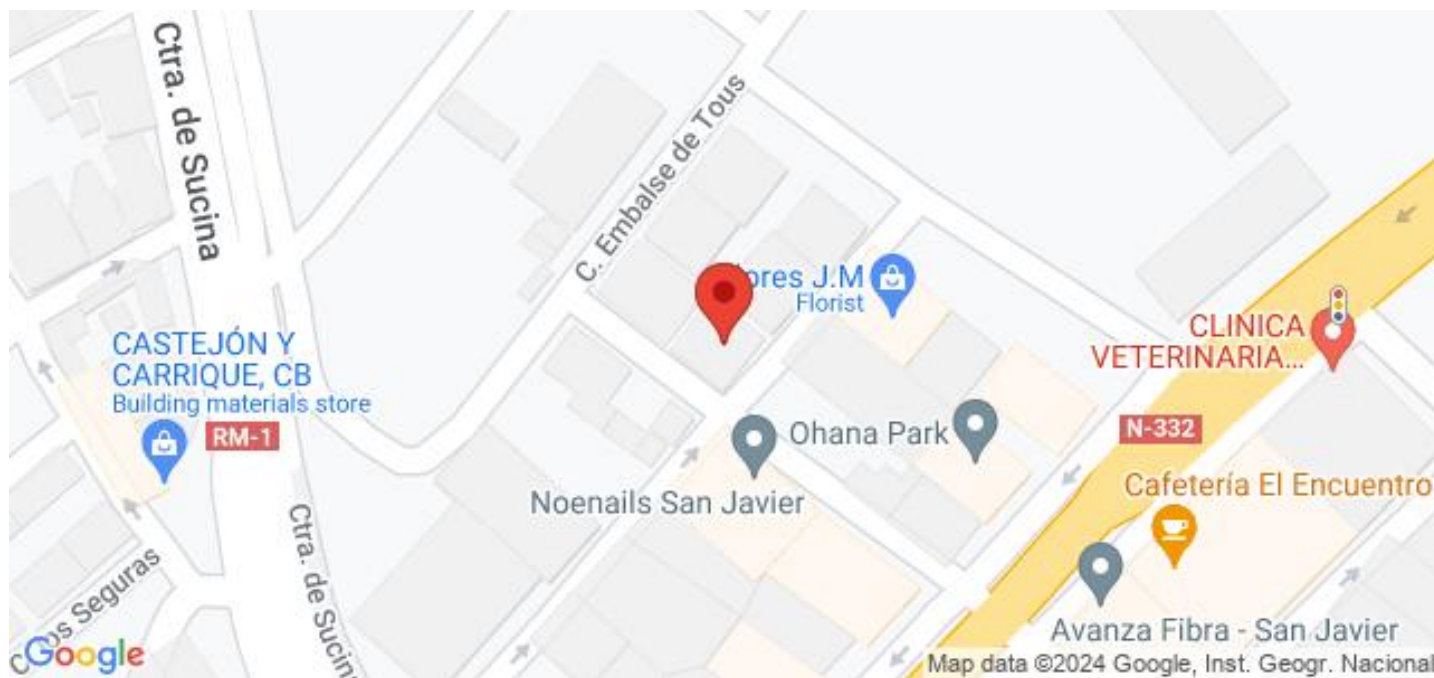 Ctra. de Sucina
C. Embalse de Tous
ores J.M
Florist
CLINICA
VETERINARIA...
CASTEJÓN Y
CARRIQUE, CB
Building materials store
RM-1
Ohana Park
N-332
Noenails San Javier
Cafetería El Encuentro
Ctra. de Sucin
os Seguras
Avanza Fibra - San Javier
Google
Map data ©2024 Google, Inst. Geogr. Nacional